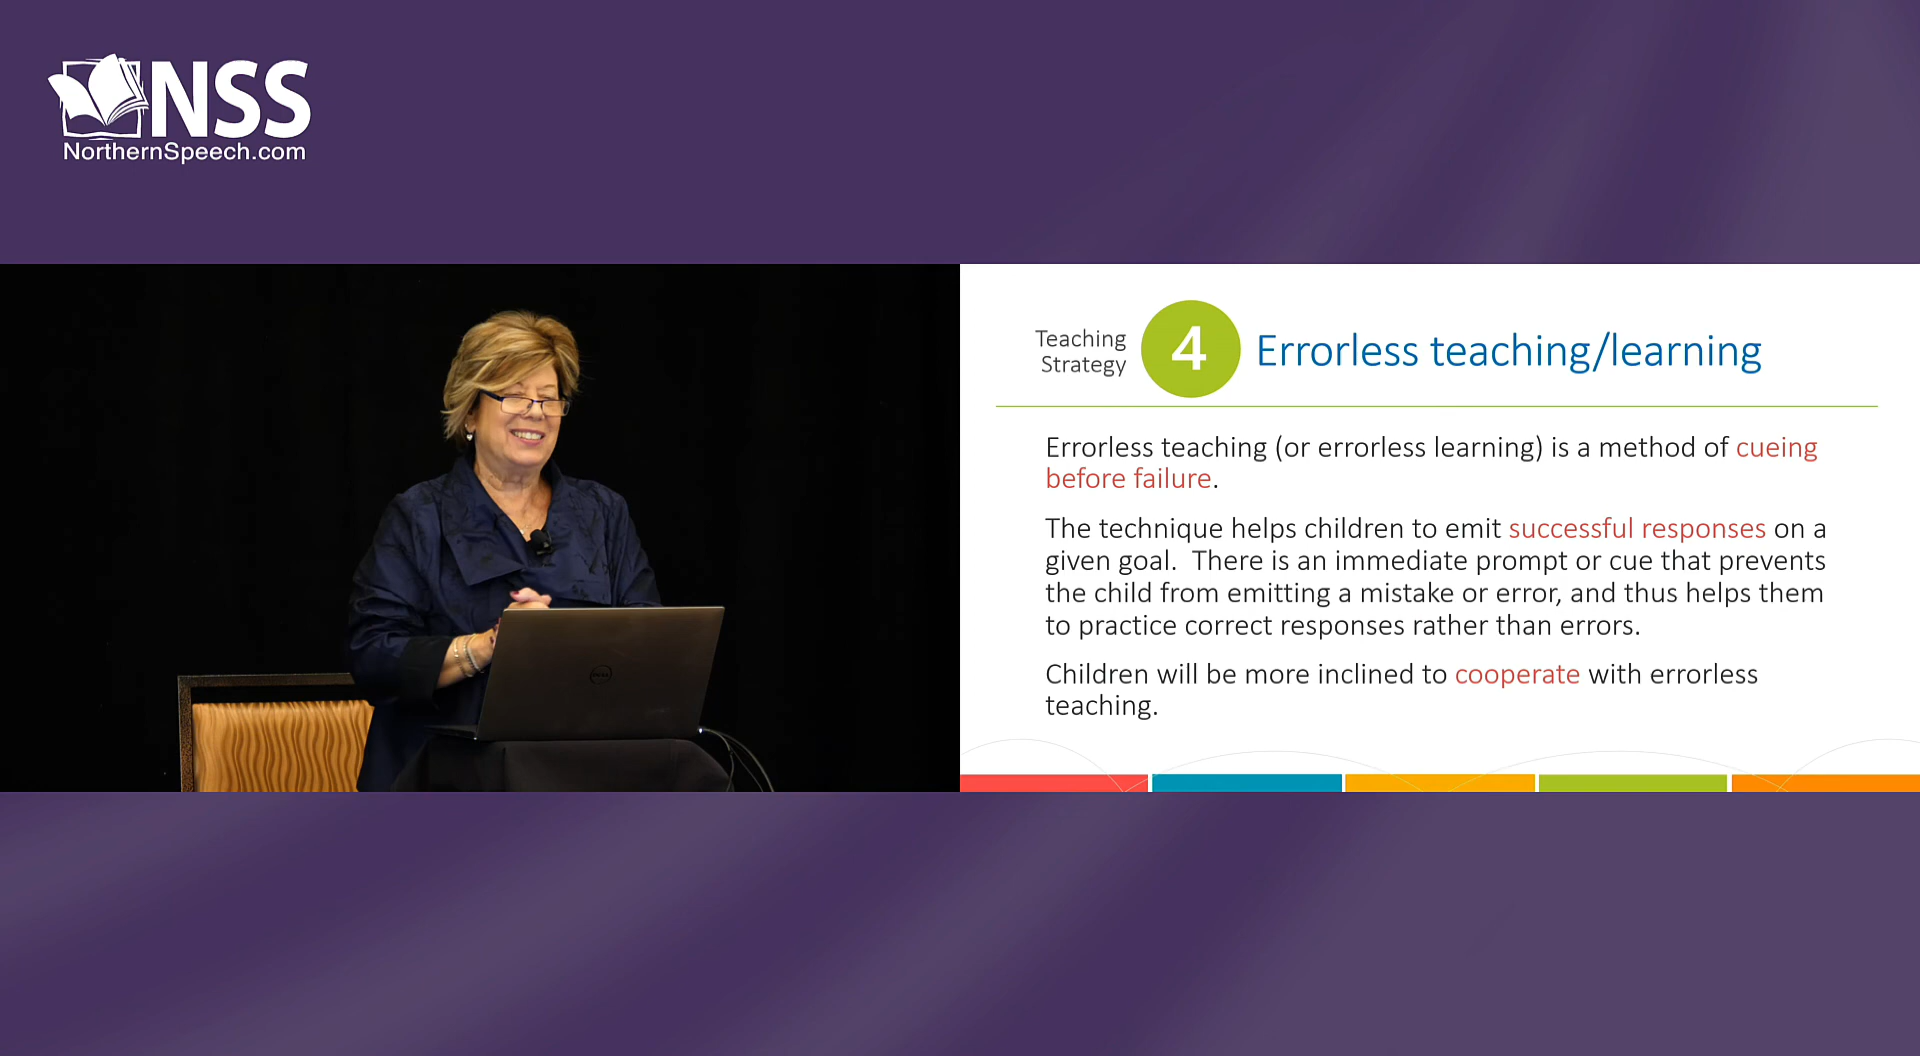 NSS
NorthernSpeech.com
Teaching
Strategy
4
Errorless teaching/learning
Errorless teaching (or errorless learning) is a method of cueing
before failure.
The technique helps children to emit successful responses on a
given goal.  There is an immediate prompt or cue that prevents
the child from emitting a mistake or error, and thus helps them
to practice correct responses rather than errors.
Children will be more inclined to cooperate with errorless
teaching.
DELL